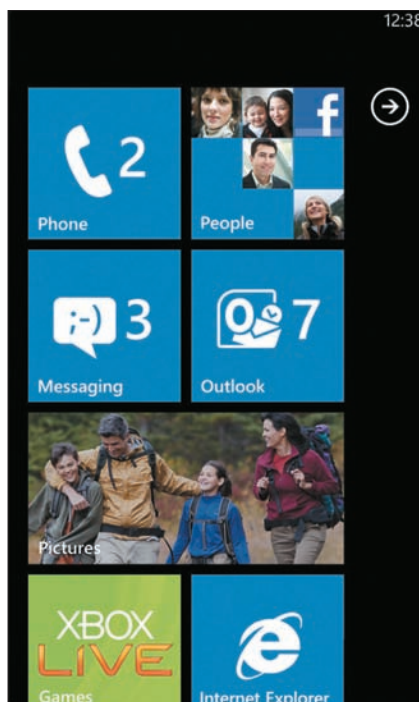 12:38
2
f
Phone
People
;-) 3
O 7
Messaging
Outlook
Pictures
XBOX
LIVE
Games
Internet Explorer